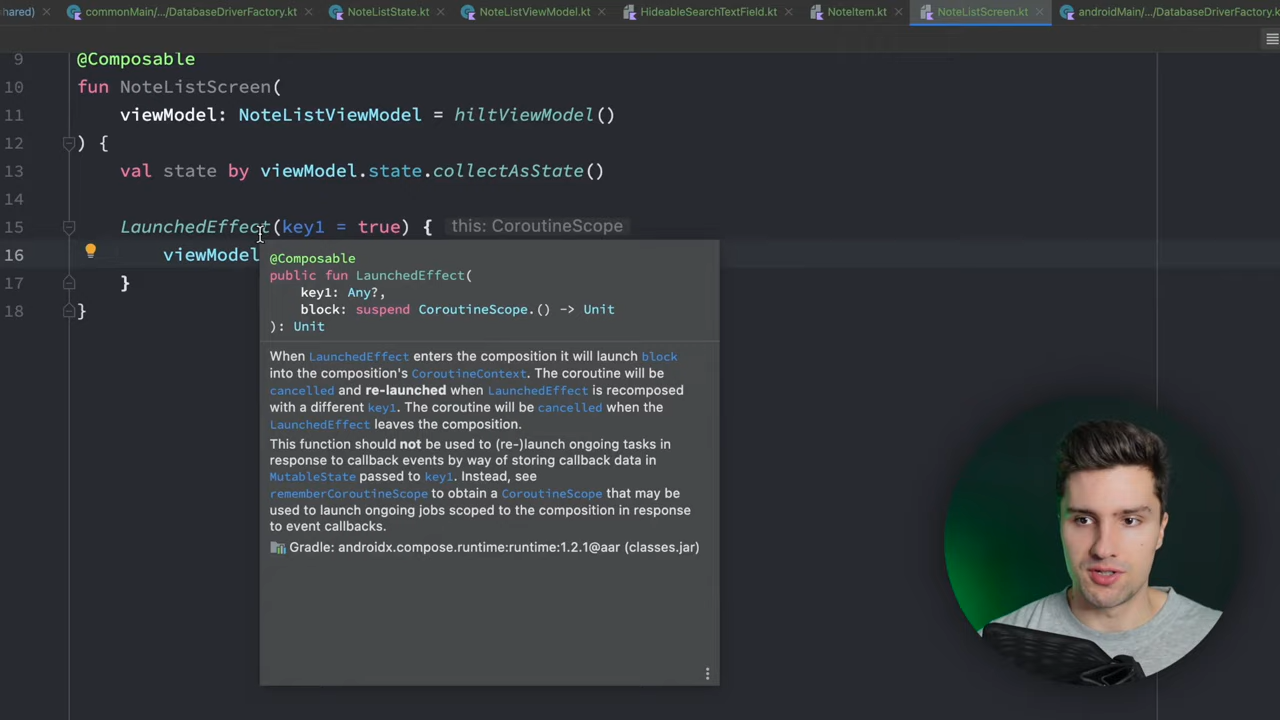 shared)
commonMain/.../DatabaseDriverFactory.kt
NoteListState.kt
NoteListViewModel.kt
HideableSearchTextField.kt
NoteItem.kt
NoteListScreen.kt
androidMain/.../DatabaseDriverFactory.kt
9 @Composable
10 fun NoteListScreen(
11 viewModel: NoteListViewModel = hiltViewModel()
12 ) {
13 val state by viewModel.state.collectAsState()
14
15 LaunchedEffect(key1 = true) { this: CoroutineScope
16 viewModel
17 }
18 }
@Composable
public fun LaunchedEffect(
key1: Any?,
block: suspend CoroutineScope.() -> Unit
): Unit
When LaunchedEffect enters the composition it will launch block
into the composition's CoroutineContext. The coroutine will be
cancelled and re-launched when LaunchedEffect is recomposed
with a different key1. The coroutine will be cancelled when the
LaunchedEffect leaves the composition.
This function should not be used to (re-)launch ongoing tasks in
response to callback events by way of storing callback data in
MutableState passed to key1. Instead, see
rememberCoroutineScope to obtain a CoroutineScope that may be
used to launch ongoing jobs scoped to the composition in response
to event callbacks.
Gradle: androidx.compose.runtime:runtime:1.2.1@aar (classes.jar)